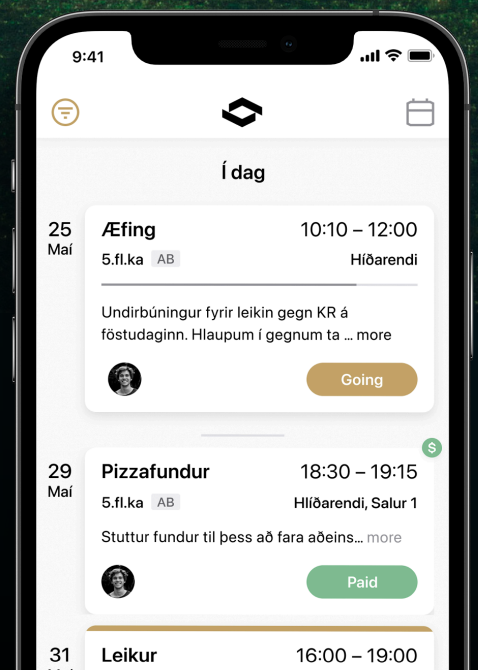 9:41
Í dag
25
Maí
Æfing
10:10 – 12:00
5.fl.ka AB
Híðarendi
Undirbúningur fyrir leikin gegn KR á
föstudaginn. Hlaupum í gegnum ta ... more
Going
$
29
Maí
Pizzafundur
18:30 – 19:15
5.fl.ka AB
Hlíðarendi, Salur 1
Stuttur fundur til þess að fara aðeins... more
Paid
31
Leikur
16:00 – 19:00